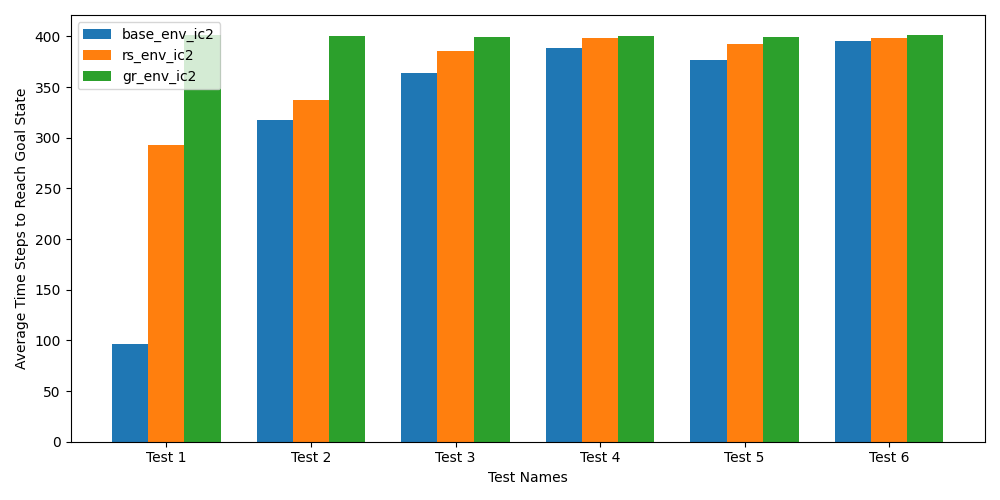 base_env_ic2
rs_env_ic2
gr_env_ic2
Average Time Steps to Reach Goal State
400
350
300
250
200
150
100
50
0
Test 1 Test 2 Test 3 Test 4 Test 5 Test 6
Test Names